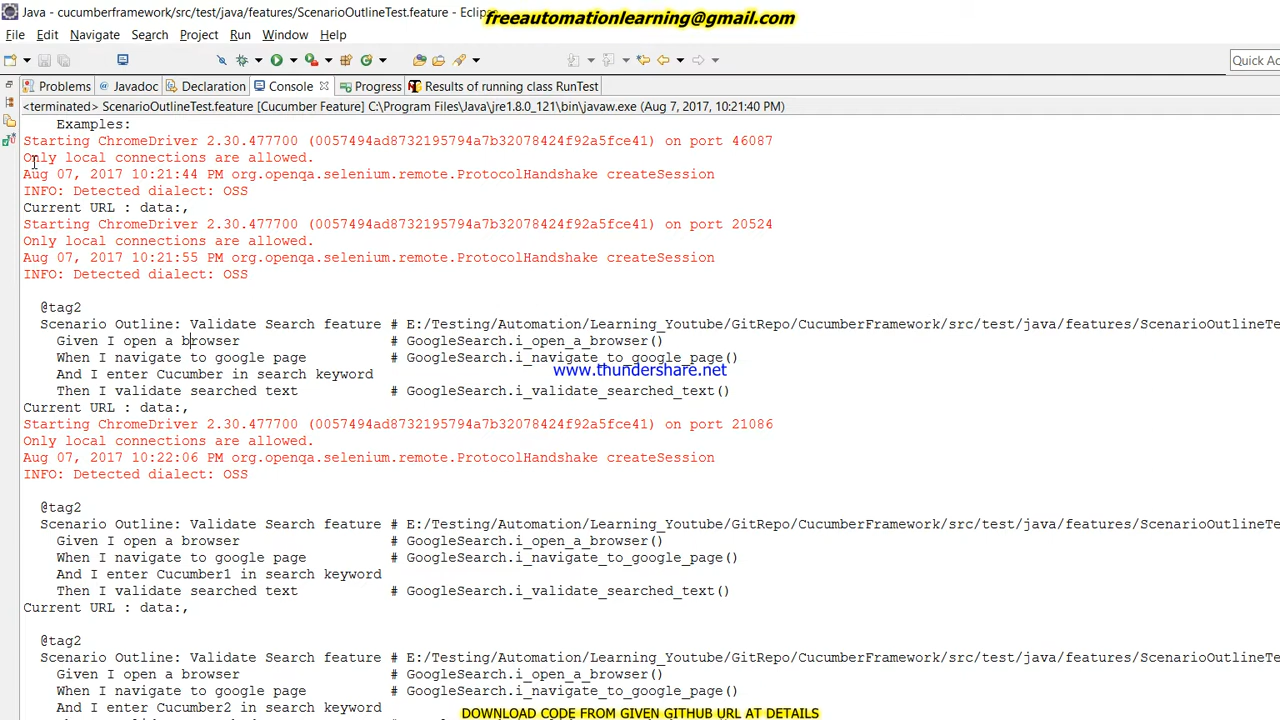 Java - cucumberframework/src/test/java/features/ScenarioOutlineTest.feature - Eclip
freeautomationlearning@gmail.com
File Edit Navigate Search Project Run Window Help
Quick Ac
Problems Javadoc Declaration Console Progress Results of running class RunTest
<terminated> ScenarioOutlineTest.feature [Cucumber Feature] C:\Program Files\Java\jre1.8.0_121\bin\javaw.exe (Aug 7, 2017, 10:21:40 PM)
Examples:
Starting ChromeDriver 2.30.477700 (0057494ad8732195794a7b32078424f92a5fce41) on port 46087
Only local connections are allowed.
Aug 07, 2017 10:21:44 PM org.openqa.selenium.remote.ProtocolHandshake createSession
INFO: Detected dialect: OSS
Current URL : data:,
Starting ChromeDriver 2.30.477700 (0057494ad8732195794a7b32078424f92a5fce41) on port 20524
Only local connections are allowed.
Aug 07, 2017 10:21:55 PM org.openqa.selenium.remote.ProtocolHandshake createSession
INFO: Detected dialect: OSS
@tag2
Scenario Outline: Validate Search feature # E:/Testing/Automation/Learning_Youtube/GitRepo/CucumberFramework/src/test/java/features/ScenarioOutlineTe
Given I open a browser # GoogleSearch.i_open_a_browser()
When I navigate to google page # GoogleSearch.i_navigate_to_google_page()
www.thundershare.net
And I enter Cucumber in search keyword
Then I validate searched text # GoogleSearch.i_validate_searched_text()
Current URL : data:,
Starting ChromeDriver 2.30.477700 (0057494ad8732195794a7b32078424f92a5fce41) on port 21086
Only local connections are allowed.
Aug 07, 2017 10:22:06 PM org.openqa.selenium.remote.ProtocolHandshake createSession
INFO: Detected dialect: OSS
@tag2
Scenario Outline: Validate Search feature # E:/Testing/Automation/Learning_Youtube/GitRepo/CucumberFramework/src/test/java/features/ScenarioOutlineTe
Given I open a browser # GoogleSearch.i_open_a_browser()
When I navigate to google page # GoogleSearch.i_navigate_to_google_page()
And I enter Cucumber1 in search keyword
Then I validate searched text # GoogleSearch.i_validate_searched_text()
Current URL : data:,
@tag2
Scenario Outline: Validate Search feature # E:/Testing/Automation/Learning_Youtube/GitRepo/CucumberFramework/src/test/java/features/ScenarioOutlineTe
Given I open a browser # GoogleSearch.i_open_a_browser()
When I navigate to google page # GoogleSearch.i_navigate_to_google_page()
And I enter Cucumber2 in search keyword
DOWNLOAD CODE FROM GIVEN GITHUB URL AT DETAILS